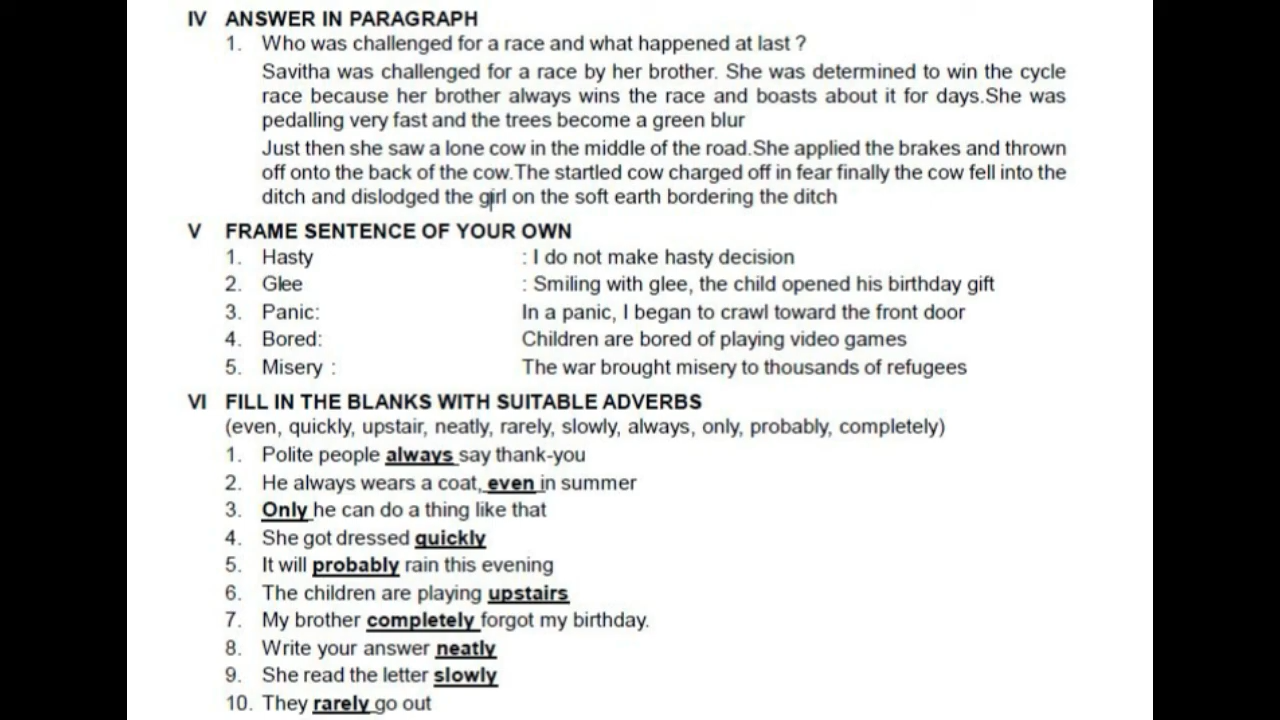 IV ANSWER IN PARAGRAPH
1. Who was challenged for a race and what happened at last ?
Savitha was challenged for a race by her brother. She was determined to win the cycle
race because her brother always wins the race and boasts about it for days.She was
pedalling very fast and the trees become a green blur
Just then she saw a lone cow in the middle of the road.She applied the brakes and thrown
off onto the back of the cow.The startled cow charged off in fear finally the cow fell into the
ditch and dislodged the girl on the soft earth bordering the ditch
V FRAME SENTENCE OF YOUR OWN
1. Hasty : I do not make hasty decision
2. Glee : Smiling with glee, the child opened his birthday gift
3. Panic: In a panic, I began to crawl toward the front door
4. Bored: Children are bored of playing video games
5. Misery : The war brought misery to thousands of refugees
VI FILL IN THE BLANKS WITH SUITABLE ADVERBS
(even, quickly, upstair, neatly, rarely, slowly, always, only, probably, completely)
1. Polite people always say thank-you
2. He always wears a coat, even in summer
3. Only he can do a thing like that
4. She got dressed quickly
5. It will probably rain this evening
6. The children are playing upstairs
7. My brother completely forgot my birthday.
8. Write your answer neatly
9. She read the letter slowly
10. They rarely go out